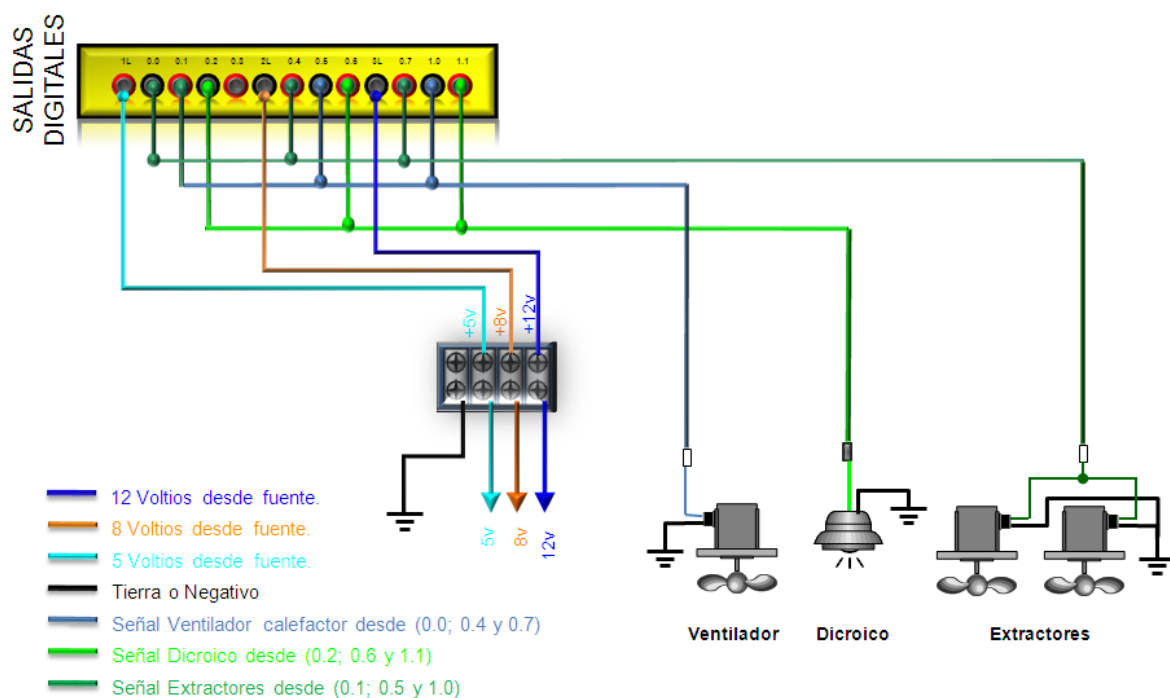 SALIDAS
DIGITALES
1L 0.0 0.1 0.2 0.3 2L 0.4 0.5 0.6 3L 0.7 1.0 1.1
+5v
+8v
+12v
5v
8v
12v
12 Voltios desde fuente.
8 Voltios desde fuente.
5 Voltios desde fuente.
Tierra o Negativo
Señal Ventilador calefactor desde (0.0; 0.4 y 0.7)
Señal Dicroico desde (0.2; 0.6 y 1.1)
Señal Extractores desde (0.1; 0.5 y 1.0)
Ventilador
Dicroico
Extractores